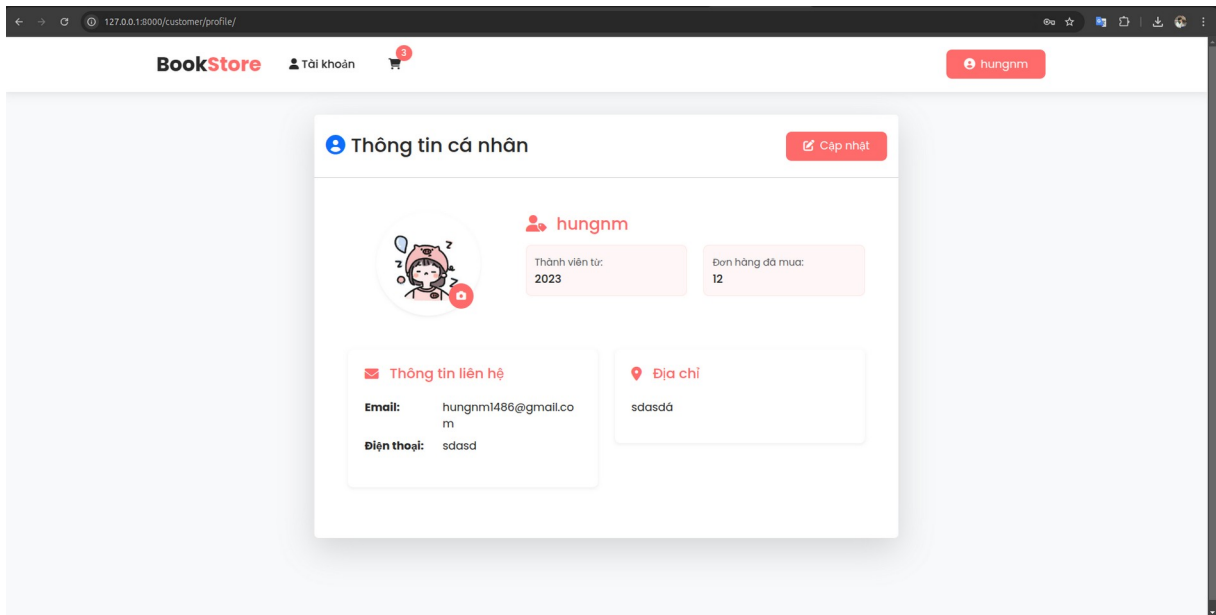 127.0.0.1:8000/customer/profile/
BookStore Tài khoản 3 hungnm
Thông tin cá nhân Cập nhật
hungnm
Thành viên từ: Đơn hàng đã mua:
2023 12
Thông tin liên hệ Địa chỉ
Email: hungnm1486@gmail.co sdasdá
m
Điện thoại: sdasd